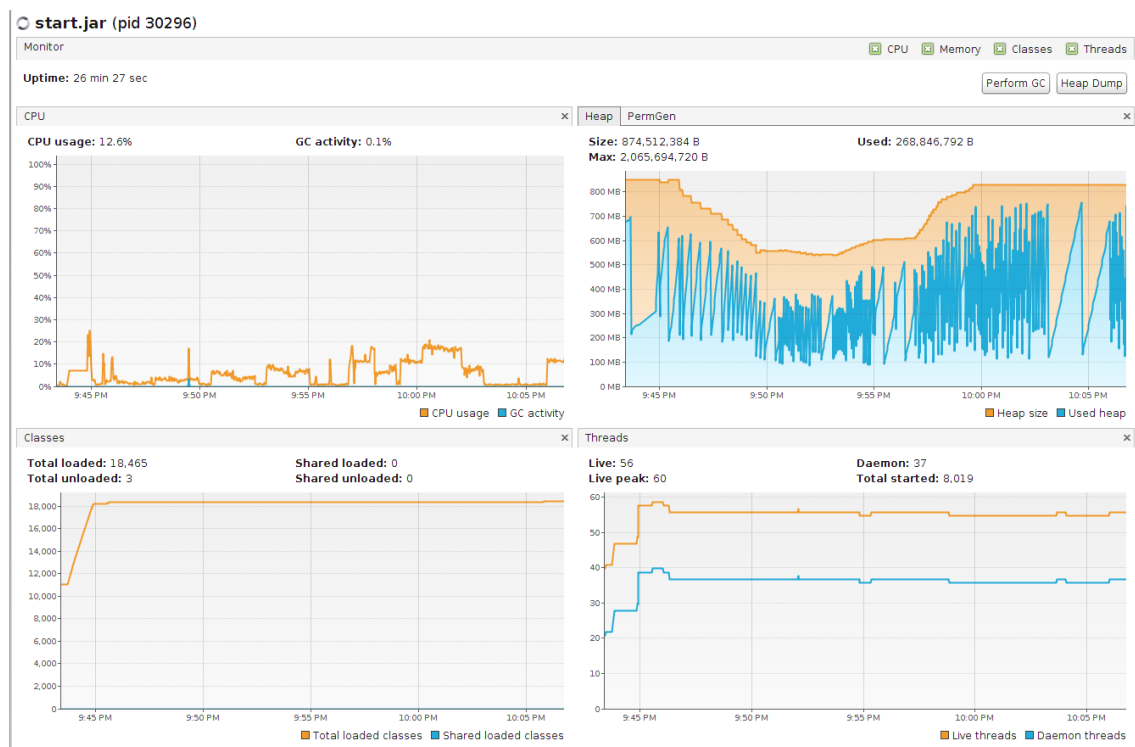 start.jar (pid 30296)
Monitor
CPU Memory Classes Threads
Uptime: 26 min 27 sec
Perform GC Heap Dump
CPU
CPU usage: 12.6% GC activity: 0.1%
100%
90%
80%
70%
60%
50%
40%
30%
20%
10%
0%
9:45 PM 9:50 PM 9:55 PM 10:00 PM 10:05 PM
CPU usage GC activity
Heap PermGen
Size: 874,512,384 B Used: 268,846,792 B
Max: 2,065,694,720 B
800 MB
700 MB
600 MB
500 MB
400 MB
300 MB
200 MB
100 MB
0 MB
9:45 PM 9:50 PM 9:55 PM 10:00 PM 10:05 PM
Heap size Used heap
Classes
Total loaded: 18,465 Shared loaded: 0
Total unloaded: 3 Shared unloaded: 0
18,000
16,000
14,000
12,000
10,000
8,000
6,000
4,000
2,000
0
9:45 PM 9:50 PM 9:55 PM 10:00 PM 10:05 PM
Total loaded classes Shared loaded classes
Threads
Live: 56 Daemon: 37
Live peak: 60 Total started: 8,019
60
50
40
30
20
10
0
9:45 PM 9:50 PM 9:55 PM 10:00 PM 10:05 PM
Live threads Daemon threads